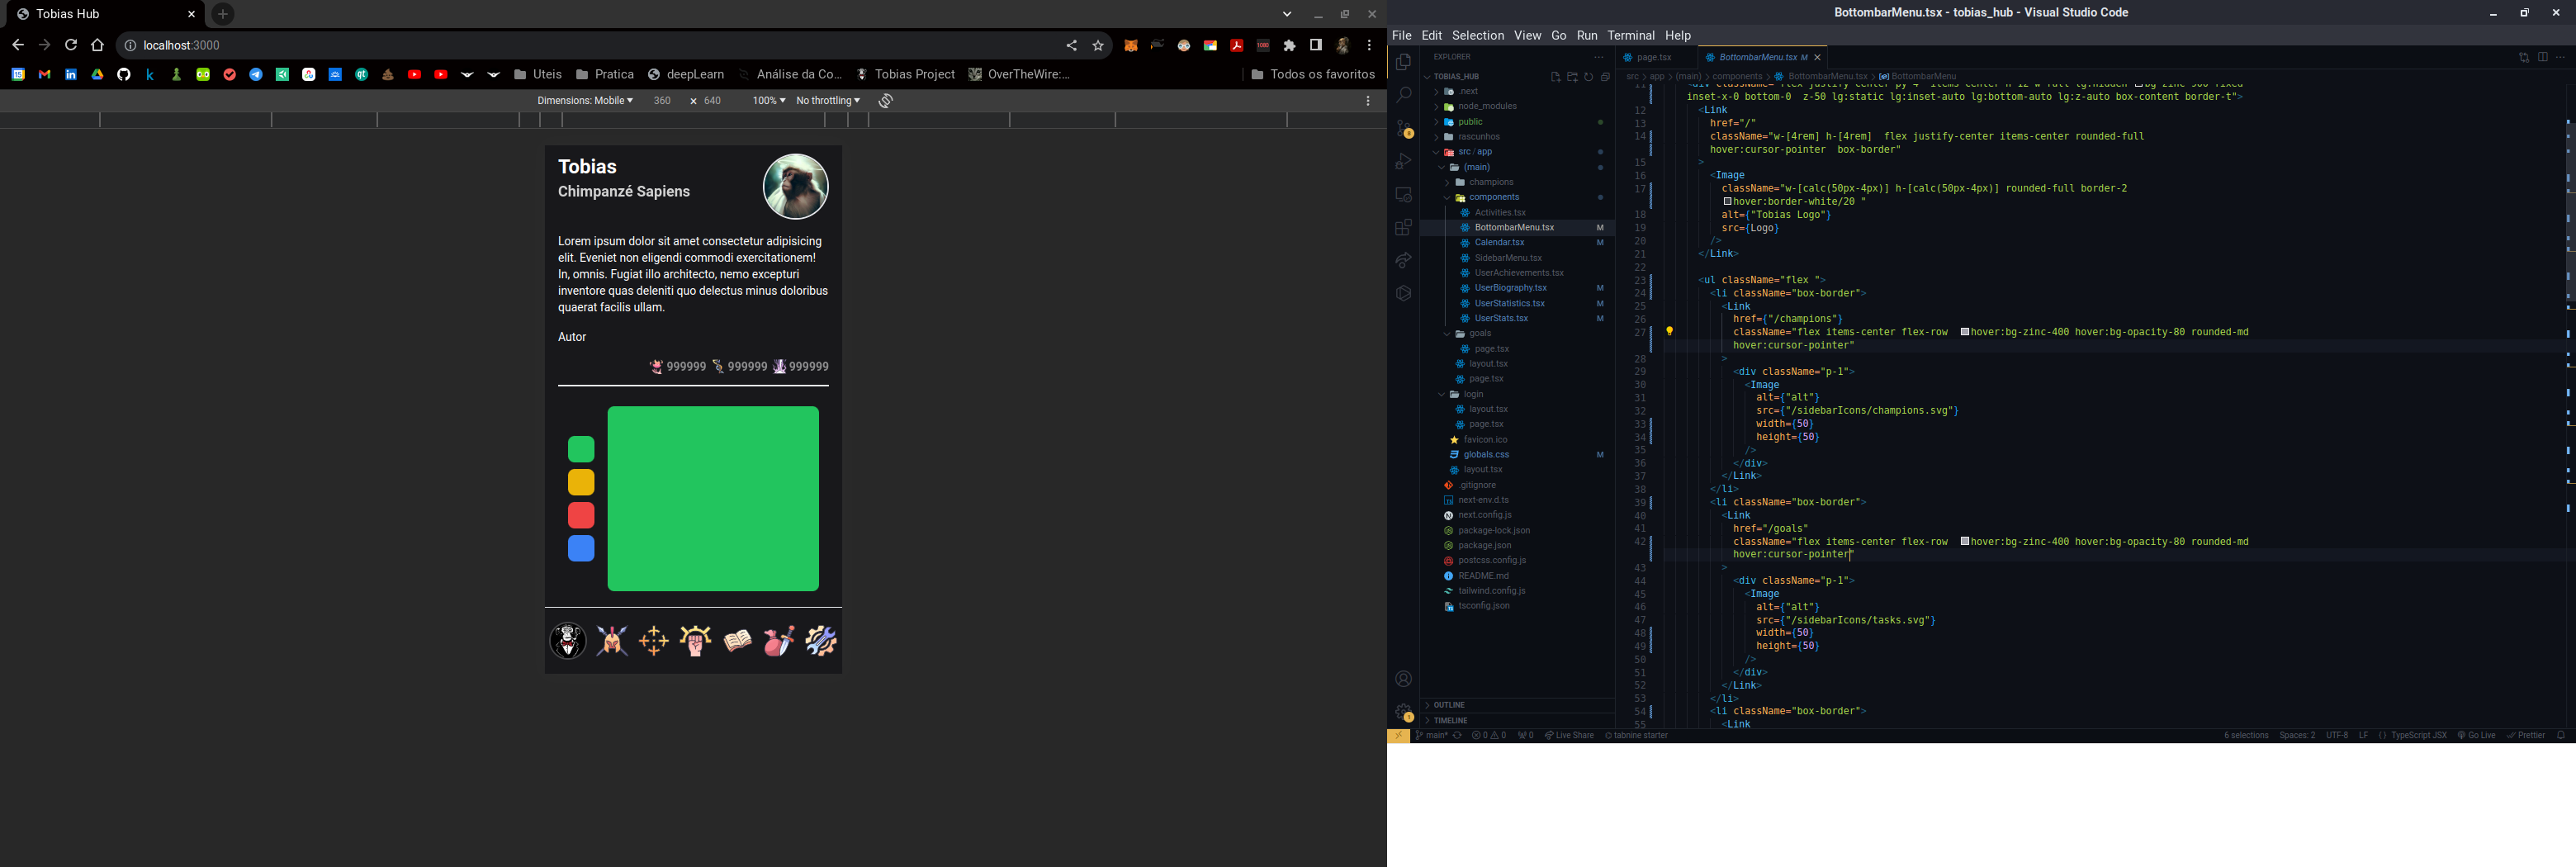 Tobias Hub
localhost:3000
Uteis
Pratica
deepLearn
Análise da Co...
Tobias Project
OverTheWire:...
Todos os favoritos
Dimensions: Mobile
360
×
640
100%
No throttling
Tobias
Chimpanzé Sapiens
Lorem ipsum dolor sit amet consectetur adipisicing
elit. Eveniet non eligendi commodi exercitationem!
In, omnis. Fugiat illo architecto, nemo excepturi
inventore quas deleniti quo delectus minus doloribus
quaerat facilis ullam.
Autor
999999 999999 999999
BottombarMenu.tsx - tobias_hub - Visual Studio Code
File Edit Selection View Go Run Terminal Help
EXPLORER
TOBIAS_HUB
.next
node_modules
public
rascunhos
src / app
(main)
champions
components
Activities.tsx
BottombarMenu.tsx M
Calendar.tsx M
SidebarMenu.tsx
UserAchievements.tsx
UserBiography.tsx M
UserStatistics.tsx M
UserStats.tsx M
goals
page.tsx
layout.tsx
page.tsx
login
layout.tsx
page.tsx
favicon.ico
globals.css M
layout.tsx
.gitignore
next-env.d.ts
next.config.js
package-lock.json
package.json
postcss.config.js
README.md
tailwind.config.js
tsconfig.json
OUTLINE
TIMELINE
page.tsx
BottombarMenu.tsx M
src > app > (main) > components > BottombarMenu.tsx > BottombarMenu
inset-x-0 bottom-0 z-50 lg:static lg:inset-auto lg:bottom-auto lg:z-auto box-content border-t">
12 <Link
13 href="/"
14 className="w-[4rem] h-[4rem] flex justify-center items-center rounded-full
hover:cursor-pointer box-border"
15 >
16 <Image
17 className="w-[calc(50px-4px)] h-[calc(50px-4px)] rounded-full border-2
hover:border-white/20 "
18 alt={"Tobias Logo"}
19 src={Logo}
20 />
21 </Link>
22
23 <ul className="flex ">
24 <li className="box-border">
25 <Link
26 href={"/champions"}
27 className="flex items-center flex-row hover:bg-zinc-400 hover:bg-opacity-80 rounded-md
hover:cursor-pointer"
28 >
29 <div className="p-1">
30 <Image
31 alt={"alt"}
32 src={"/sidebarIcons/champions.svg"}
33 width={50}
34 height={50}
35 />
36 </div>
37 </Link>
38 </li>
39 <li className="box-border">
40 <Link
41 href="/goals"
42 className="flex items-center flex-row hover:bg-zinc-400 hover:bg-opacity-80 rounded-md
hover:cursor-pointer"
43 >
44 <div className="p-1">
45 <Image
46 alt={"alt"}
47 src={"/sidebarIcons/tasks.svg"}
48 width={50}
49 height={50}
50 />
51 </div>
52 </Link>
53 </li>
54 <li className="box-border">
55 <Link
main* 0 0 0 Live Share tabnine starter
6 selections Spaces: 2 UTF-8 LF {} TypeScript JSX Go Live Prettier